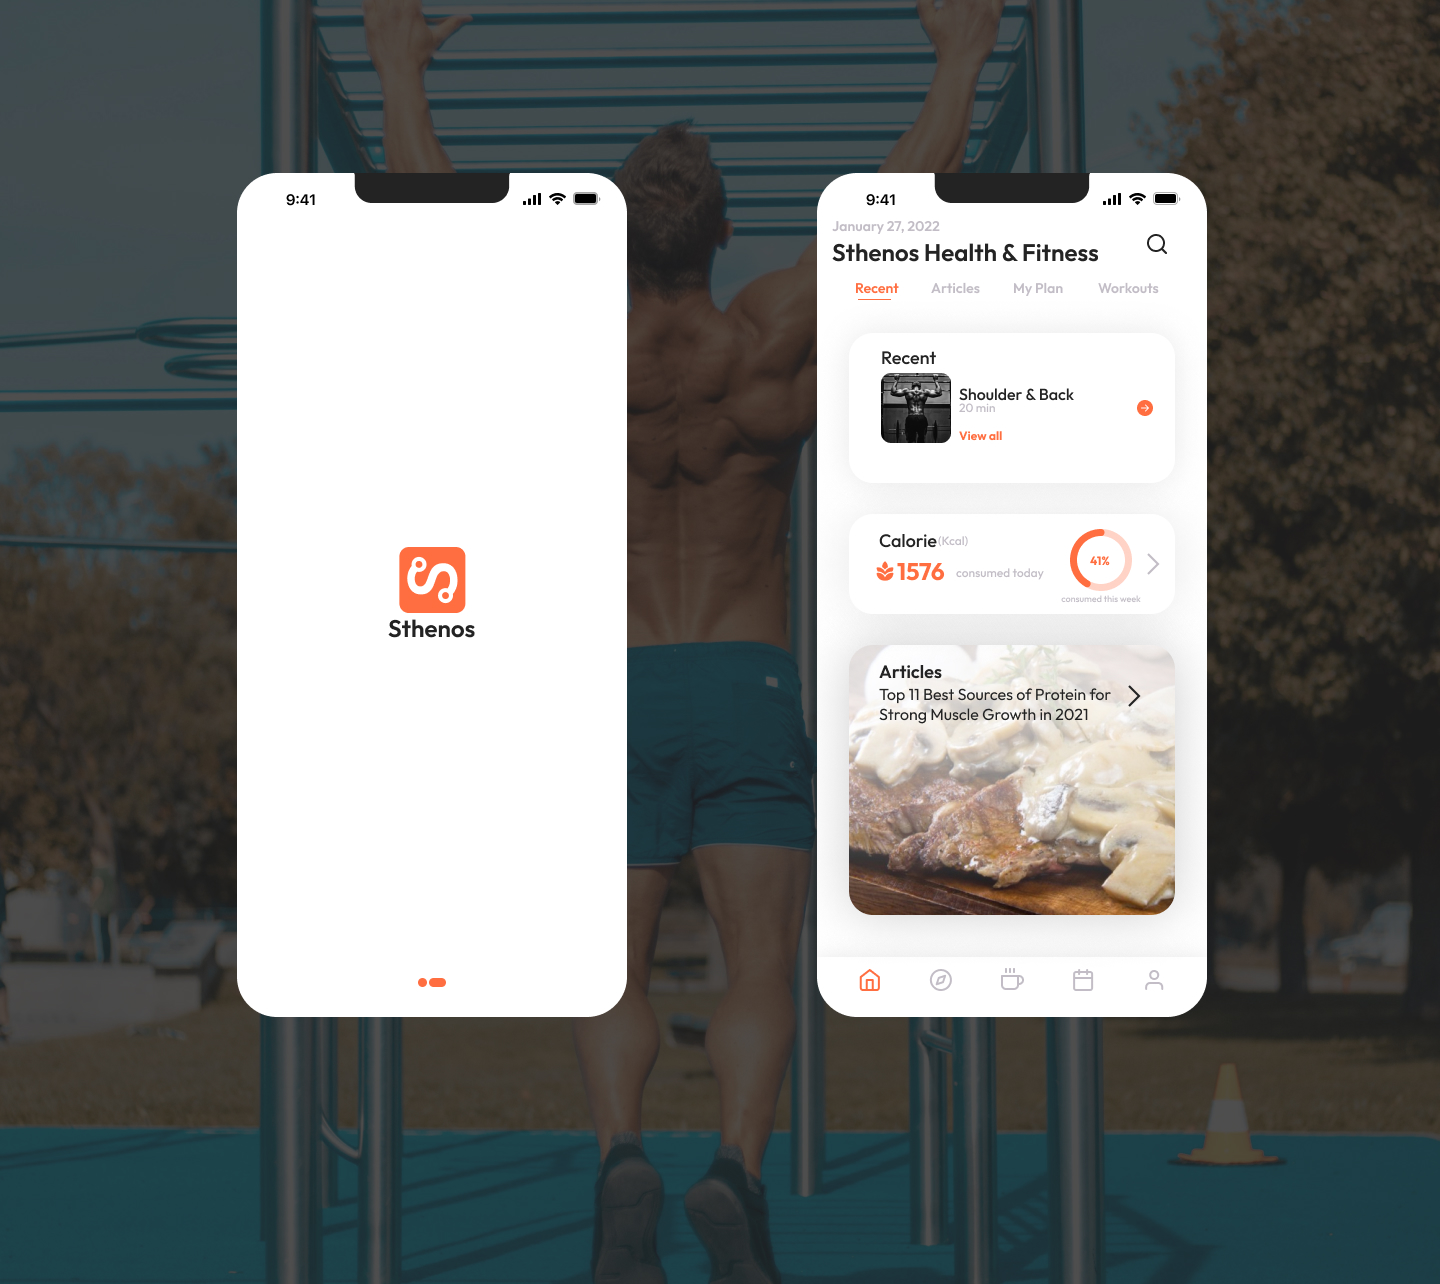 9:41
Sthenos
9:41
January 27, 2022
Sthenos Health & Fitness
Recent Articles My Plan Workouts
Recent
Shoulder & Back
20 min
View all
Calorie(Kcal)
1576 consumed today
41%
consumed this week
Articles
Top 11 Best Sources of Protein for
Strong Muscle Growth in 2021